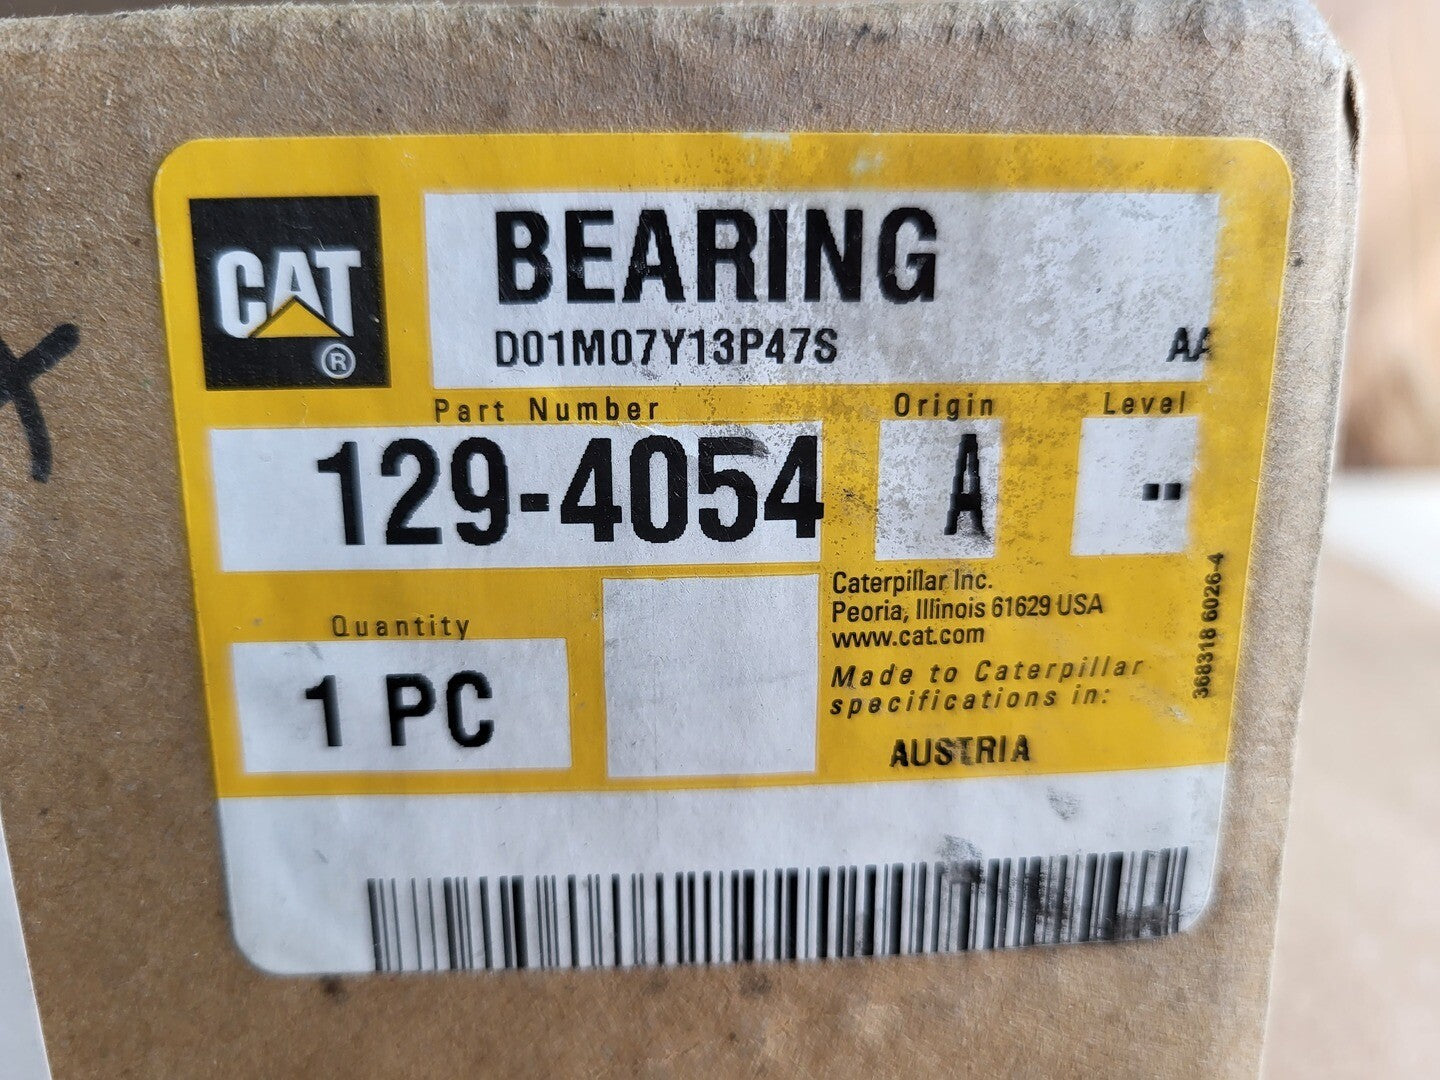 CAT
®
BEARING
D01M07Y13P47S
AA
Part Number
Origin
Level
129-4054
A
--
Quantity
1 PC
Caterpillar Inc.
Peoria, Illinois 61629 USA
www.cat.com
Made to Caterpillar
specifications in:
AUSTRIA
368318 6026-4